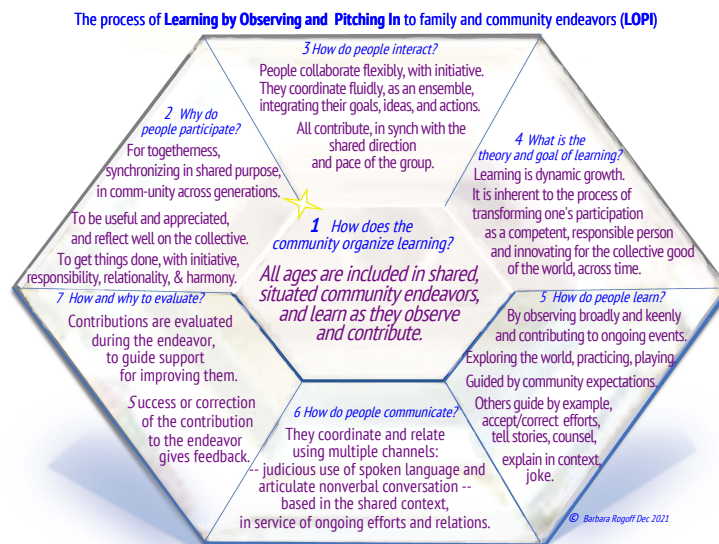 The process of Learning by Observing and Pitching In to family and community endeavors (LOPI)
1 How does the
community organize learning?
All ages are included in shared,
situated community endeavors,
and learn as they observe
and contribute.
2 Why do
people participate?
For togetherness,
synchronizing in shared purpose,
in comm-unity across generations.
To be useful and appreciated,
and reflect well on the collective.
To get things done, with initiative,
responsibility, relationality, & harmony.
3 How do people interact?
People collaborate flexibly, with initiative.
They coordinate fluidly, as an ensemble,
integrating their goals, ideas, and actions.
All contribute, in synch with the
shared direction
and pace of the group.
4 What is the
theory and goal of learning?
Learning is dynamic growth.
It is inherent to the process of
transforming one's participation
as a competent, responsible person
and innovating for the collective good
of the world, across time.
5 How do people learn?
By observing broadly and keenly
and contributing to ongoing events.
Exploring the world, practicing, playing.
Guided by community expectations.
Others guide by example,
accept/correct efforts,
tell stories, counsel,
explain in context,
joke.
6 How do people communicate?
They coordinate and relate
using multiple channels:
-- judicious use of spoken language and
articulate nonverbal conversation --
based in the shared context,
in service of ongoing efforts and relations.
7 How and why to evaluate?
Contributions are evaluated
during the endeavor,
to guide support
for improving them.
Success or correction
of the contribution
to the endeavor
gives feedback.
© Barbara Rogoff Dec 2021